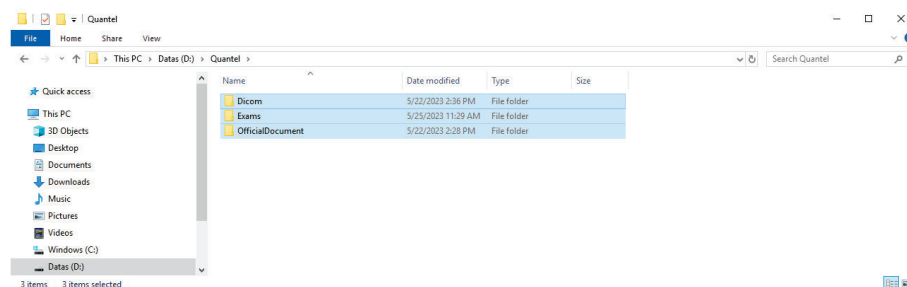 Quantel
File Home Share View
This PC > Datas (D:) > Quantel >
Search Quantel
Name Date modified Type Size
Quick access
Dicom 5/22/2023 2:36 PM File folder
This PC
Exams 5/25/2023 11:29 AM File folder
3D Objects
OfficialDocument 5/22/2023 2:28 PM File folder
Desktop
Documents
Downloads
Music
Pictures
Videos
Windows (C:)
Datas (D:)
3 items 3 items selected